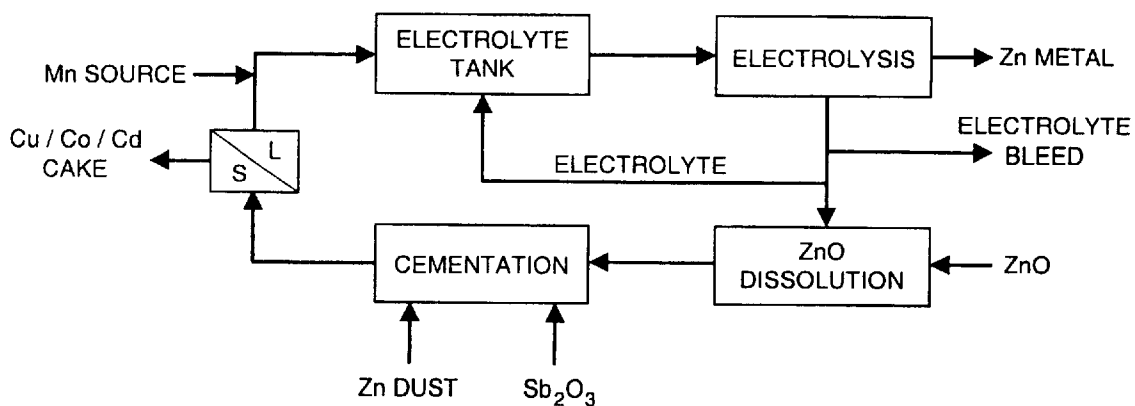 ELECTROLYTE
TANK
ELECTROLYSIS
Zn METAL
Mn SOURCE
Cu / Co / Cd
CAKE
L
S
ELECTROLYTE
ELECTROLYTE
BLEED
CEMENTATION
ZnO
DISSOLUTION
ZnO
Zn DUST
Sb₂O₃